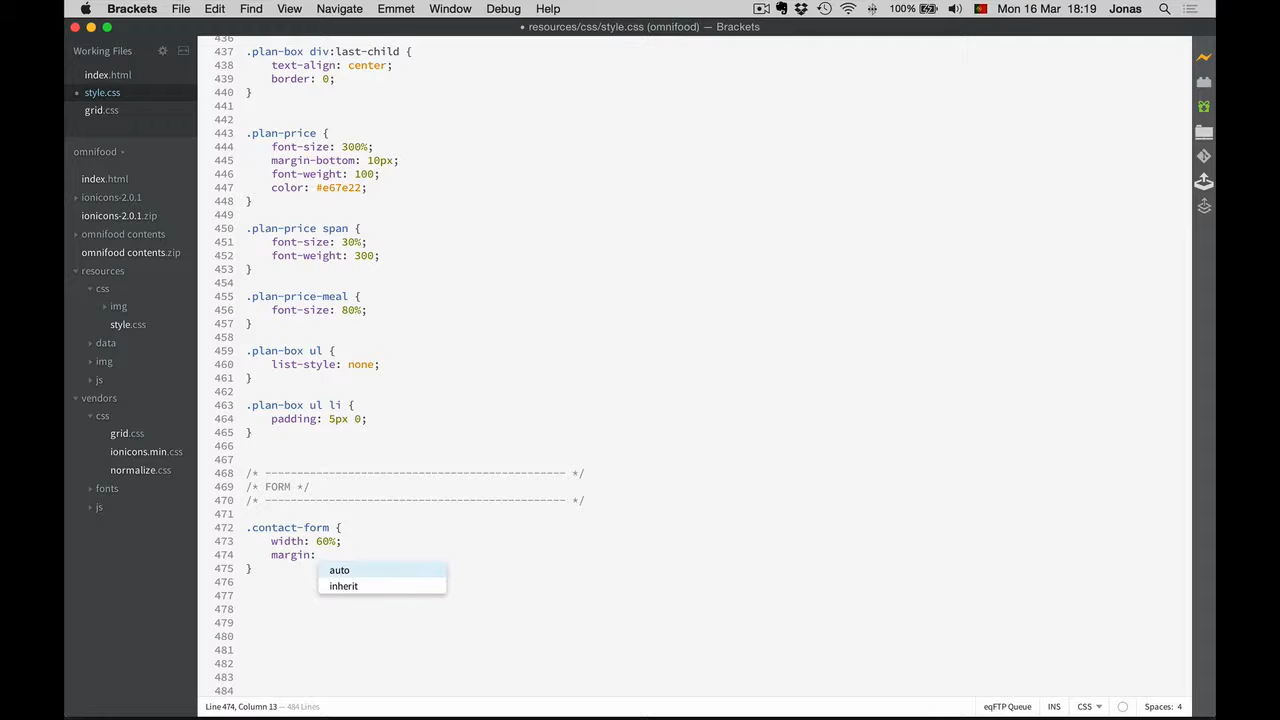 Brackets File Edit Find View Navigate Emmet Window Debug Help 100% Mon 16 Mar 18:19 Jonas
• resources/css/style.css (omnifood) — Brackets
Working Files
index.html
style.css
grid.css
omnifood
index.html
ionicons-2.0.1
ionicons-2.0.1.zip
omnifood contents
omnifood contents.zip
resources
css
img
style.css
data
img
js
vendors
css
grid.css
ionicons.min.css
normalize.css
fonts
js
436
437 .plan-box div:last-child {
438 text-align: center;
439 border: 0;
440 }
441
442
443 .plan-price {
444 font-size: 300%;
445 margin-bottom: 10px;
446 font-weight: 100;
447 color: #e67e22;
448 }
449
450 .plan-price span {
451 font-size: 30%;
452 font-weight: 300;
453 }
454
455 .plan-price-meal {
456 font-size: 80%;
457 }
458
459 .plan-box ul {
460 list-style: none;
461 }
462
463 .plan-box ul li {
464 padding: 5px 0;
465 }
466
467
468 /* ----------------------------------------------- */
469 /* FORM */
470 /* ----------------------------------------------- */
471
472 .contact-form {
473 width: 60%;
474 margin:
475 }
auto
476
inherit
477
478
479
480
481
482
483
484
Line 474, Column 13 — 484 Lines
eqFTP Queue INS CSS Spaces: 4